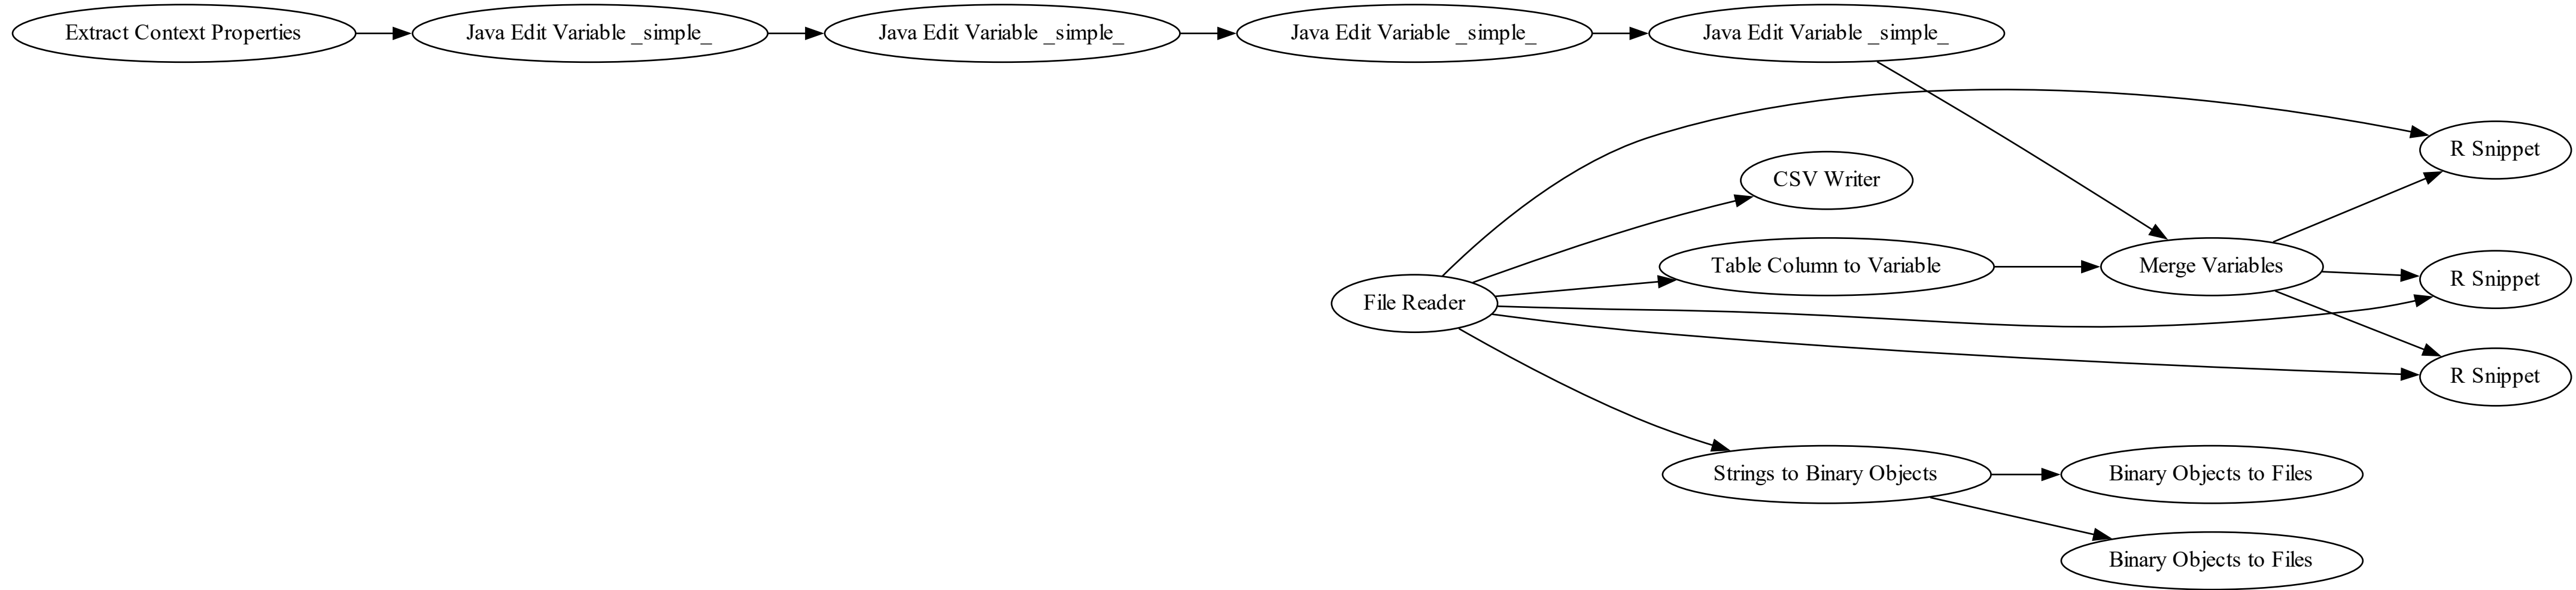 Extract Context Properties
Java Edit Variable _simple_
Java Edit Variable _simple_
Java Edit Variable _simple_
Java Edit Variable _simple_
R Snippet
CSV Writer
Table Column to Variable
Merge Variables
R Snippet
File Reader
R Snippet
Strings to Binary Objects
Binary Objects to Files
Binary Objects to Files